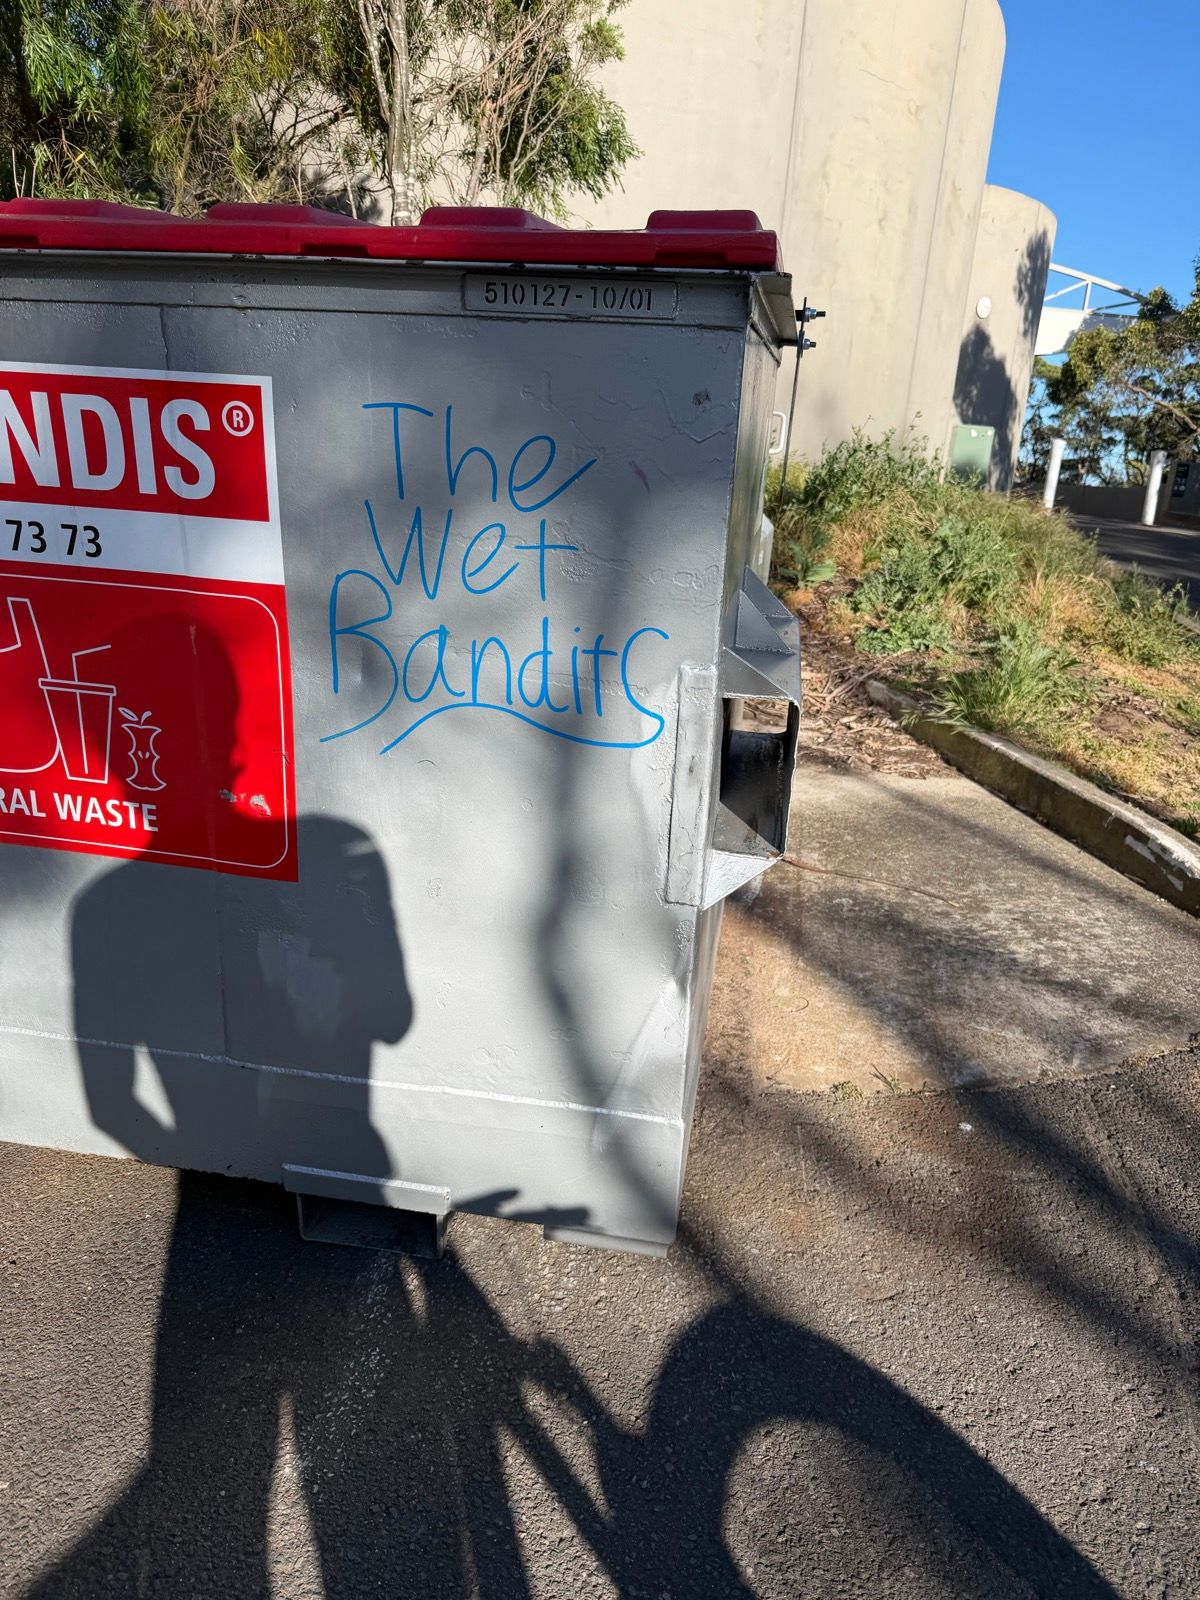 510127-10/01
NDIS®
73 73
RAL WASTE
The
Wet
Bandits